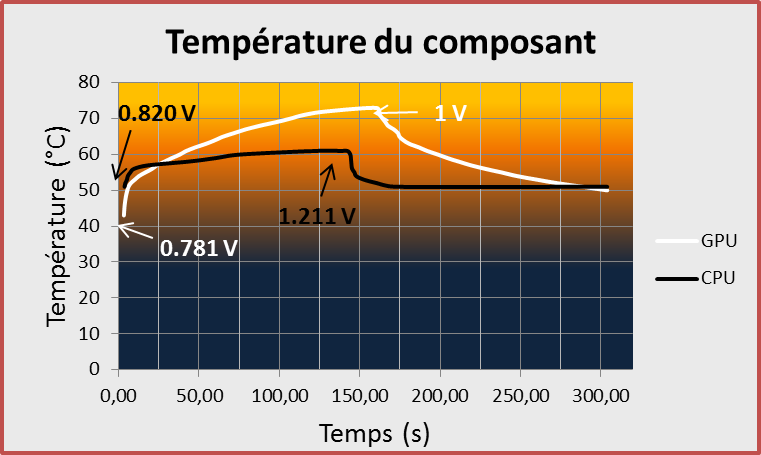 Température du composant
80
70
60
50
40
30
20
10
0
0.820 V
1 V
1.211 V
0.781 V
GPU
CPU
0,00 50,00 100,00 150,00 200,00 250,00 300,00
Temps (s)
Température (°C)